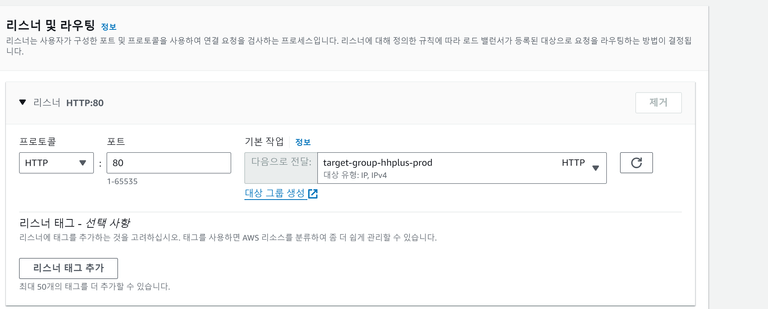 리스너 및 라우팅 정보
리스너는 사용자가 구성한 포트 및 프로토콜을 사용하여 연결 요청을 검사하는 프로세스입니다. 리스너에 대해 정의한 규칙에 따라 로드 밸런서가 등록된 대상으로 요청을 라우팅하는 방법이 결정됩
니다.
▼ 리스너 HTTP:80
제거
프로토콜 포트 기본 작업 정보
HTTP : 80 다음으로 전달: target-group-hhplus-prod HTTP
대상 유형: IP, IPv4
1-65535
대상 그룹 생성
리스너 태그 - 선택 사항
리스너에 태그를 추가하는 것을 고려하십시오. 태그를 사용하면 AWS 리소스를 분류하여 좀 더 쉽게 관리할 수 있습니다.
리스너 태그 추가
최대 50개의 태그를 더 추가할 수 있습니다.